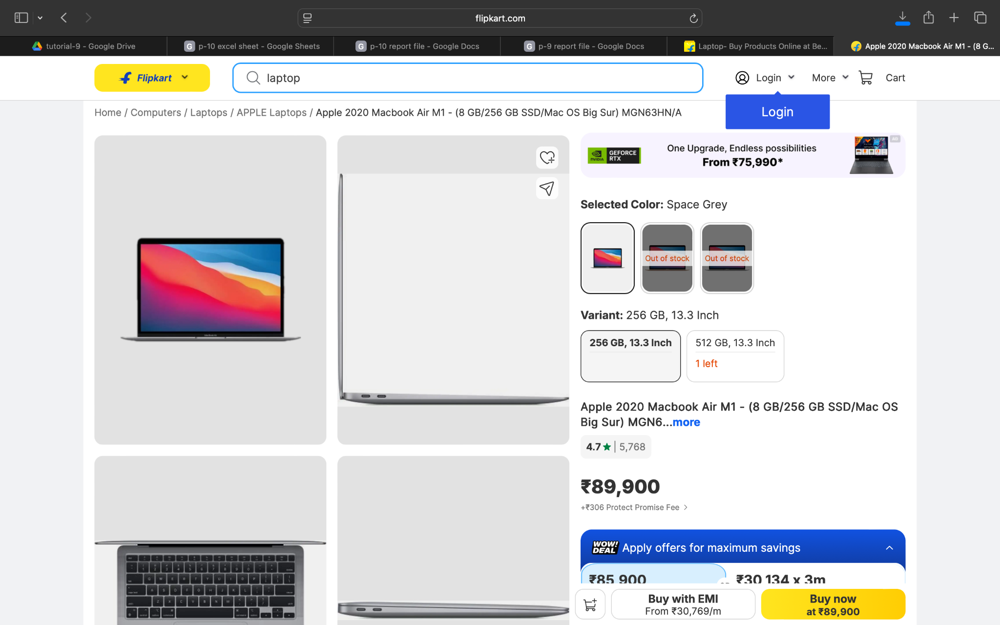 flipkart.com
tutorial-9 - Google Drive
p-10 excel sheet - Google Sheets
p-10 report file - Google Docs
p-9 report file - Google Docs
Laptop- Buy Products Online at Be...
Apple 2020 Macbook Air M1 - (8 G...
Flipkart
laptop
Login
More
Cart
Login
Home / Computers / Laptops / APPLE Laptops / Apple 2020 Macbook Air M1 - (8 GB/256 GB SSD/Mac OS Big Sur) MGN63HN/A
NVIDIA
GEFORCE
RTX
One Upgrade, Endless possibilities
From ₹75,990*
AD
Selected Color: Space Grey
Out of stock
Out of stock
Variant: 256 GB, 13.3 Inch
256 GB, 13.3 Inch
512 GB, 13.3 Inch
1 left
Apple 2020 Macbook Air M1 - (8 GB/256 GB SSD/Mac OS
Big Sur) MGN6...more
4.7 ★ | 5,768
₹89,900
+₹306 Protect Promise Fee
WOW!
DEAL
Apply offers for maximum savings
₹85,900
₹30,134 x 3m
Buy with EMI
From ₹30,769/m
Buy now
at ₹89,900